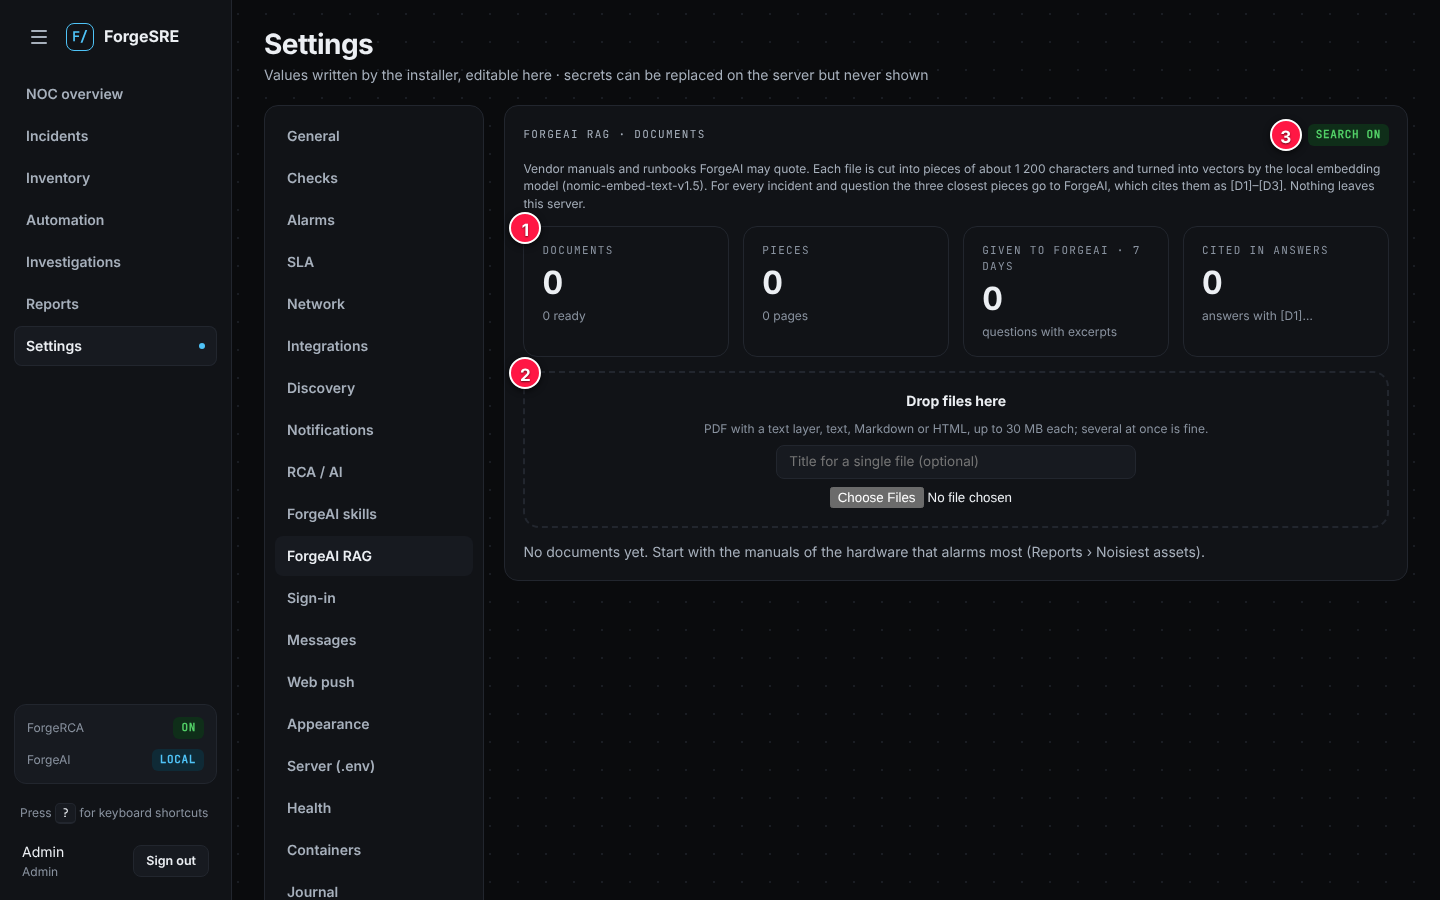 F/ ForgeSRE
NOC overview
Incidents
Inventory
Automation
Investigations
Reports
Settings
ForgeRCA ON
ForgeAI LOCAL
Press ? for keyboard shortcuts
Admin
Admin
Sign out
Settings
Values written by the installer, editable here · secrets can be replaced on the server but never shown
General
Checks
Alarms
SLA
Network
Integrations
Discovery
Notifications
RCA / AI
ForgeAI skills
ForgeAI RAG
Sign-in
Messages
Web push
Appearance
Server (.env)
Health
Containers
Journal
FORGEAI RAG · DOCUMENTS
3
SEARCH ON
Vendor manuals and runbooks ForgeAI may quote. Each file is cut into pieces of about 1 200 characters and turned into vectors by the local embedding
model (nomic-embed-text-v1.5). For every incident and question the three closest pieces go to ForgeAI, which cites them as [D1]–[D3]. Nothing leaves
this server.
1
DOCUMENTS
0
0 ready
PIECES
0
0 pages
GIVEN TO FORGEAI · 7
DAYS
0
questions with excerpts
CITED IN ANSWERS
0
answers with [D1]…
2
Drop files here
PDF with a text layer, text, Markdown or HTML, up to 30 MB each; several at once is fine.
Title for a single file (optional)
Choose Files No file chosen
No documents yet. Start with the manuals of the hardware that alarms most (Reports › Noisiest assets).